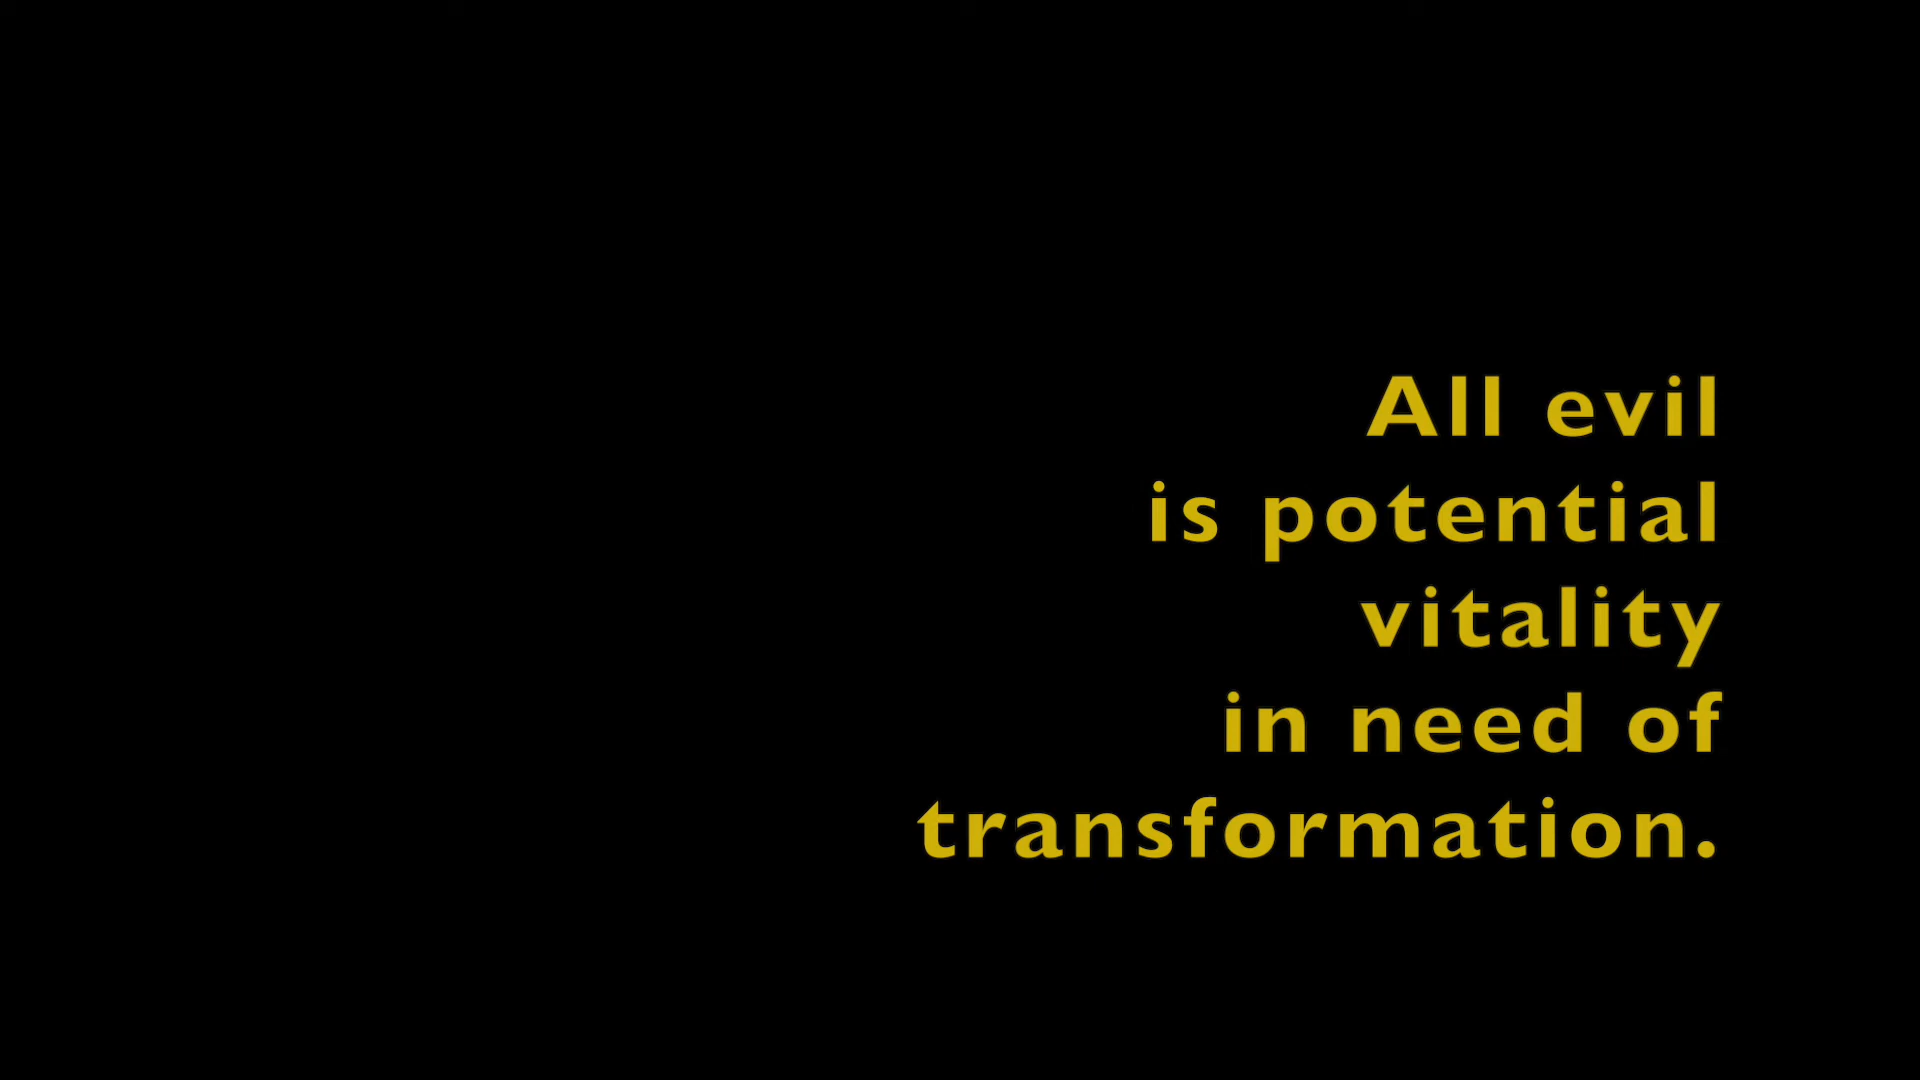 All evil
is potential
vitality
in need of
transformation.